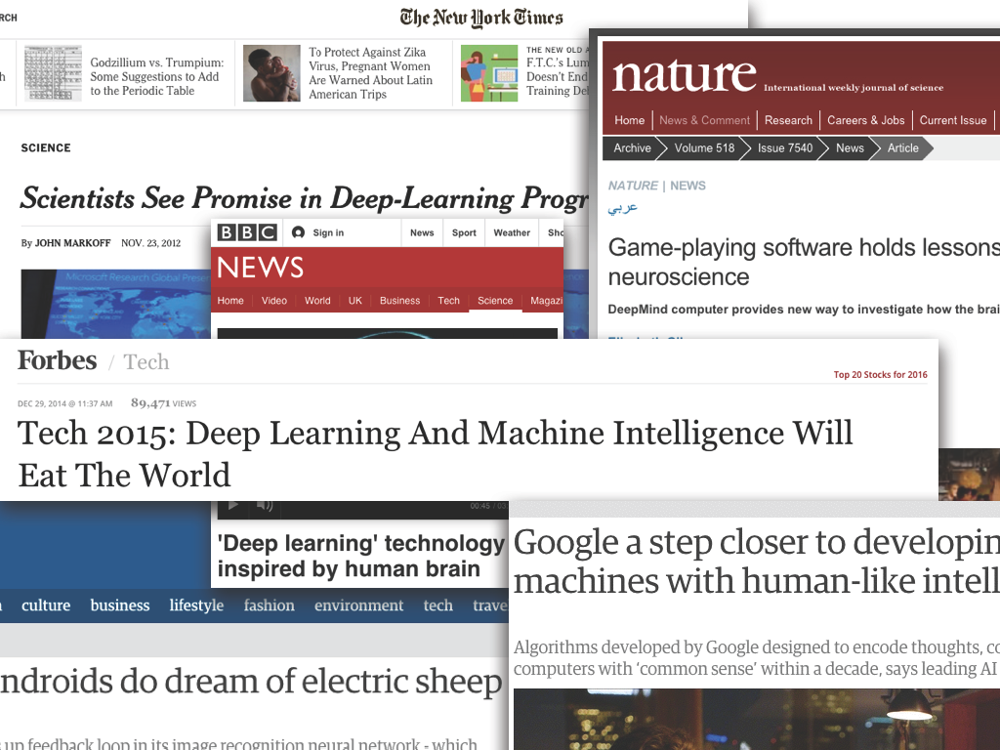 RCH
The New York Times
Godzillium vs. Trumpium:
Some Suggestions to Add
to the Periodic Table
To Protect Against Zika
Virus, Pregnant Women
Are Warned About Latin
American Trips
THE NEW OLD A
F.T.C.'s Lum
Doesn't End
Training De
SCIENCE
Scientists See Promise in Deep-Learning Progr
By JOHN MARKOFF NOV. 23, 2012
Microsoft Research Global Prese
nature International weekly journal of science
Home News & Comment Research Careers & Jobs Current Issue
Archive Volume 518 Issue 7540 News Article
NATURE | NEWS
عربي
Game-playing software holds lessons
neuroscience
DeepMind computer provides new way to investigate how the brai
BBC Sign in News Sport Weather Sho
NEWS
Home Video World UK Business Tech Science Magazi
Forbes / Tech
Top 20 Stocks for 2016
DEC 29, 2014 @ 11:37 AM 89,471 VIEWS
Tech 2015: Deep Learning And Machine Intelligence Will
Eat The World
00:45 / 03
'Deep learning' technology
inspired by human brain
culture business lifestyle fashion environment tech trave
ndroids do dream of electric sheep
up feedback loop in its image recognition neural network - which
Google a step closer to developin
machines with human-like intell
Algorithms developed by Google designed to encode thoughts, co
computers with ‘common sense’ within a decade, says leading AI